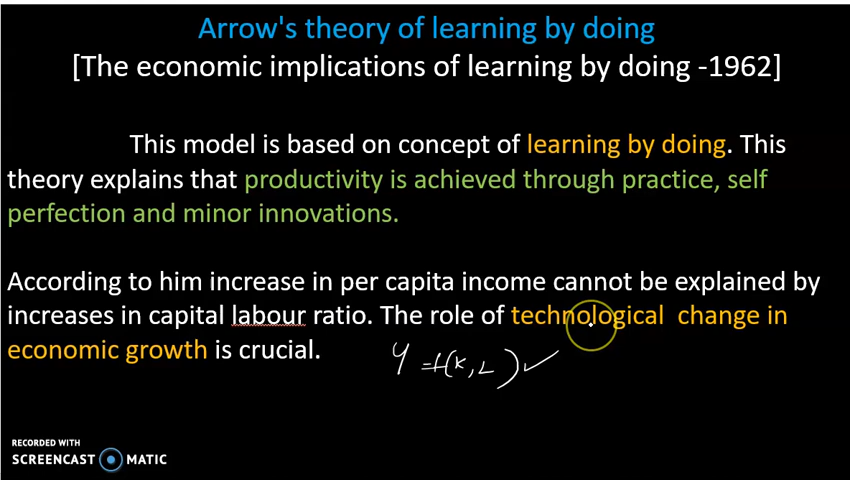 Arrow's theory of learning by doing
[The economic implications of learning by doing -1962]
This model is based on concept of learning by doing. This
theory explains that productivity is achieved through practice, self
perfection and minor innovations.
According to him increase in per capita income cannot be explained by
increases in capital labour ratio. The role of technological change in
economic growth is crucial.
Y = f(K, L) ✓
RECORDED WITH
SCREENCAST MATIC